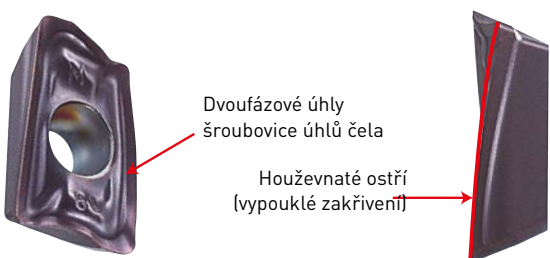 Dvoufázové úhly
šroubovice úhlů čela
Houževnaté ostří
(vypouklé zakřivení)